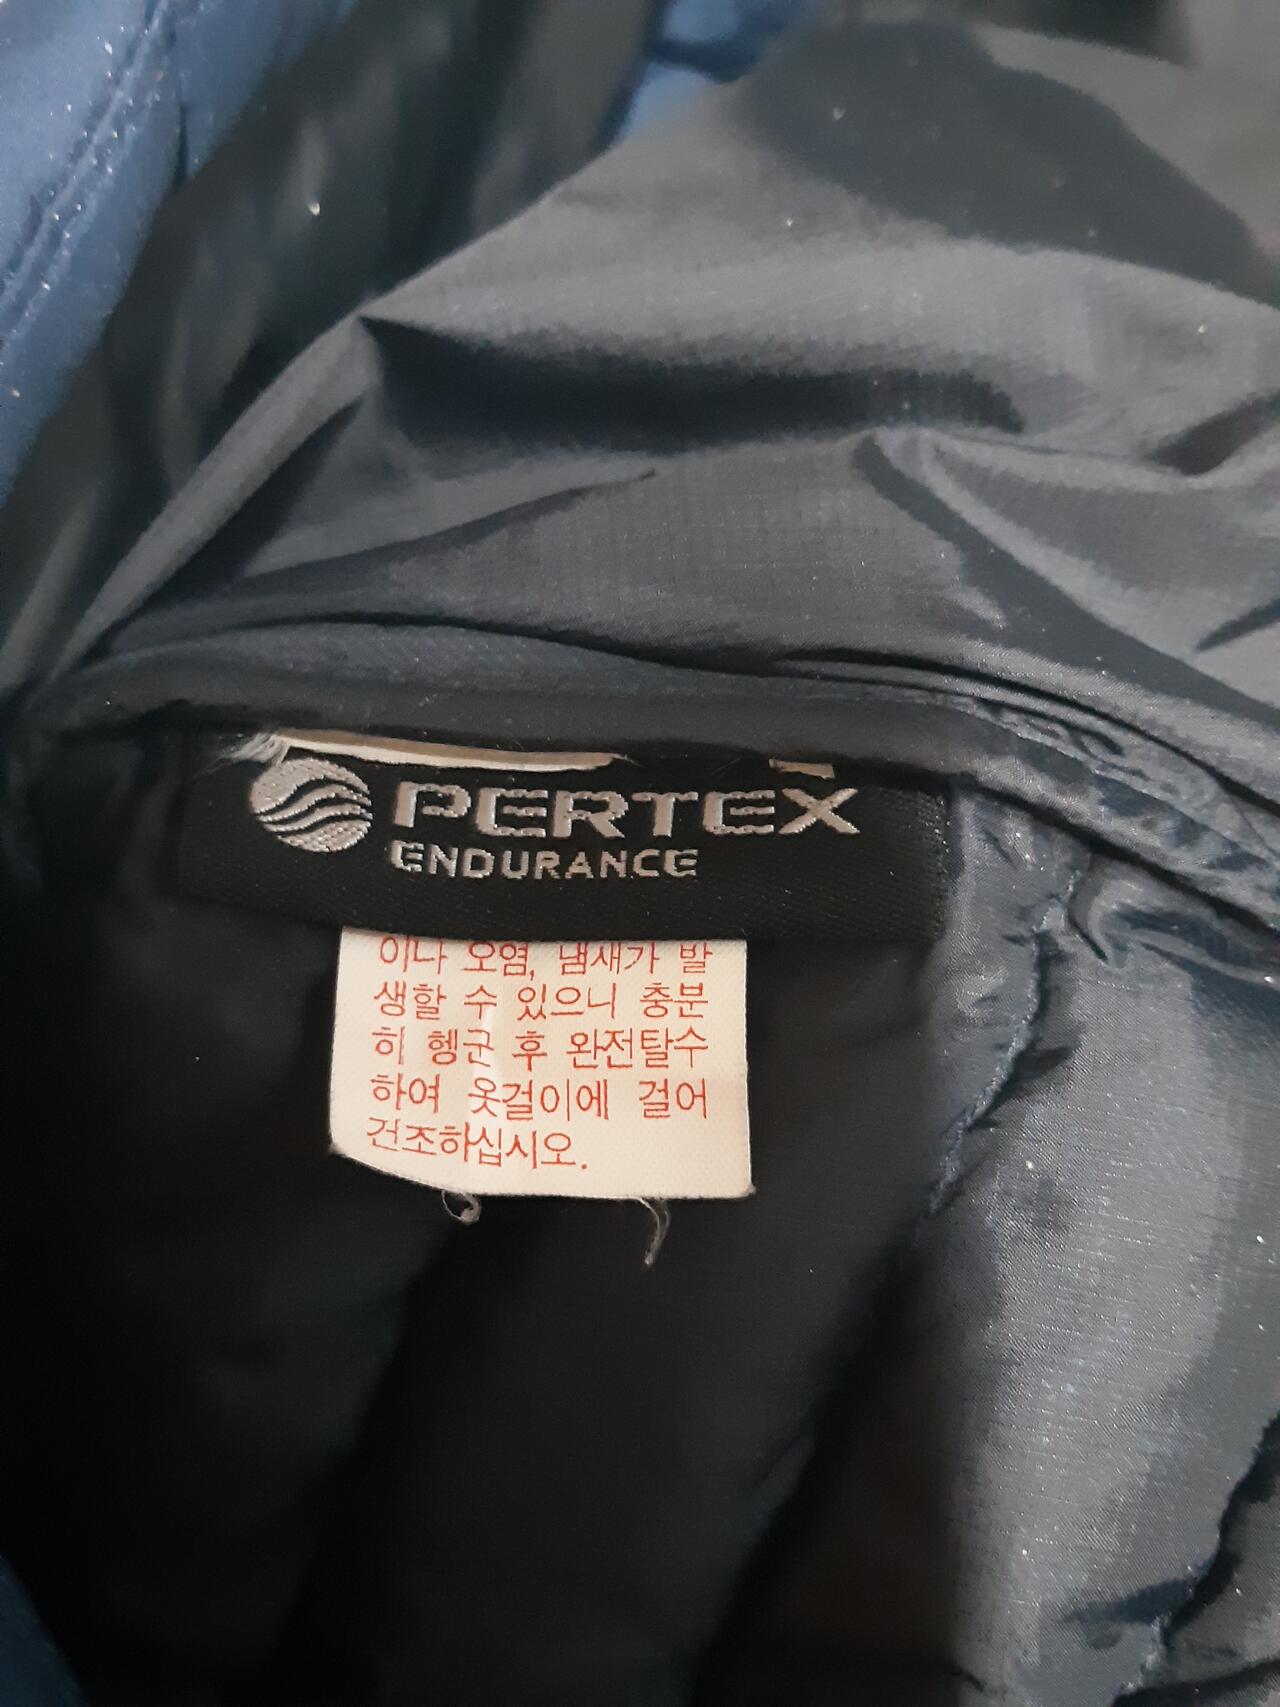 PERTEX
ENDURANCE
이나 오염, 냄새가 발
생할 수 있으니 충분
히 헹군 후 완전탈수
하여 옷걸이에 걸어
건조하십시오.